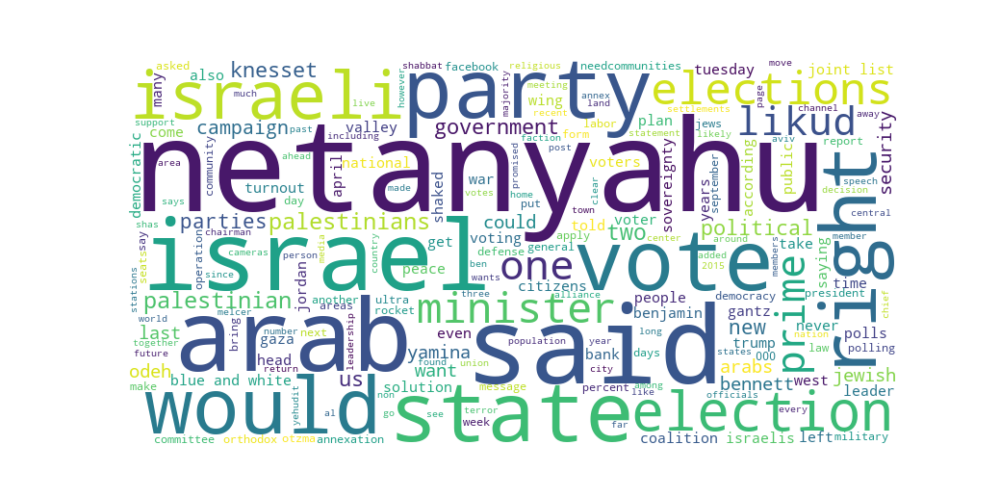 asked
also
knesset
shabbat
facebook
religious
needcommunities
tuesday
move
joint list
many
much
israeli
live
however
party
majority
meeting
recent
wing
annex
land
elections
settlements
page
channel
away
support
past
campaign
valley
government
labor
plan
jews
likely
aviv
likud
report
democratic
come
area
community
including
ahead
april
faction
post
form
statement
netanyahu
security
national
promised
voters
according
public
decision
speech
says
turnout
made
day
shaked
war
votes
home
put
clear
told
sovereignty
september
years
right
central
shas
chairman
parties
palestinians
town
could
voter
two
political
take
member
seats
say
operation
cameras
person
media
country
israel
get
voting
general
apply
center
around
added
2015
saying
time
stations
since
jordan
peace
defense
ben
wants
one
citizens
vote
members
prime
president
chief
palestinian
another
areas
ultra
rocket
three
alliance
minister
people
benjamin
democracy
gantz
new
never
world
melcer
number
last
together
bring
gaza
arab
even
said
long
trump
states
000
law
nation
polls
polling
future
return
next
leadership
head
yamina
population
year
bank
days
percent
city
among
like
arabs
west
jewish
odeh
blue and white
us
solution
want
found
union
message
bennett
officials
leader
make
yehudit
non
al
would
go
see
terror
week
state
far
election
every
committee
orthodox
otzma
annexation
coalition
israelis
left
military